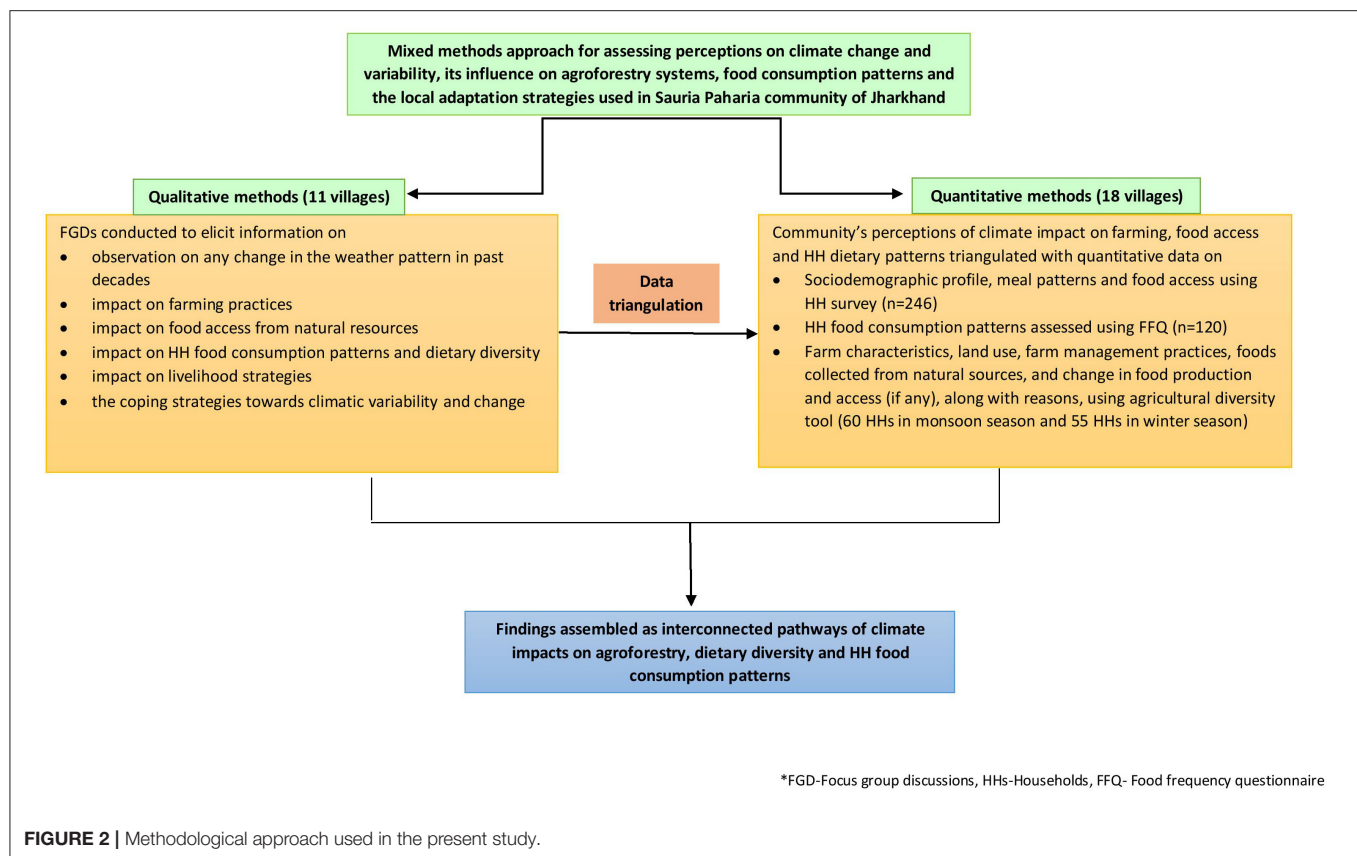 Mixed methods approach for assessing perceptions on climate change and
variability, its influence on agroforestry systems, food consumption patterns and
the local adaptation strategies used in Sauria Paharia community of Jharkhand
Qualitative methods (11 villages)
FGDs conducted to elicit information on
• observation on any change in the weather pattern in past
decades
• impact on farming practices
• impact on food access from natural resources
• impact on HH food consumption patterns and dietary diversity
• impact on livelihood strategies
• the coping strategies towards climatic variability and change
Data
triangulation
Quantitative methods (18 villages)
Community’s perceptions of climate impact on farming, food access
and HH dietary patterns triangulated with quantitative data on
• Sociodemographic profile, meal patterns and food access using
HH survey (n=246)
• HH food consumption patterns assessed using FFQ (n=120)
• Farm characteristics, land use, farm management practices, foods
collected from natural sources, and change in food production
and access (if any), along with reasons, using agricultural diversity
tool (60 HHs in monsoon season and 55 HHs in winter season)
Findings assembled as interconnected pathways of climate
impacts on agroforestry, dietary diversity and HH food
consumption patterns
*FGD-Focus group discussions, HHs-Households, FFQ- Food frequency questionnaire
FIGURE 2 | Methodological approach used in the present study.